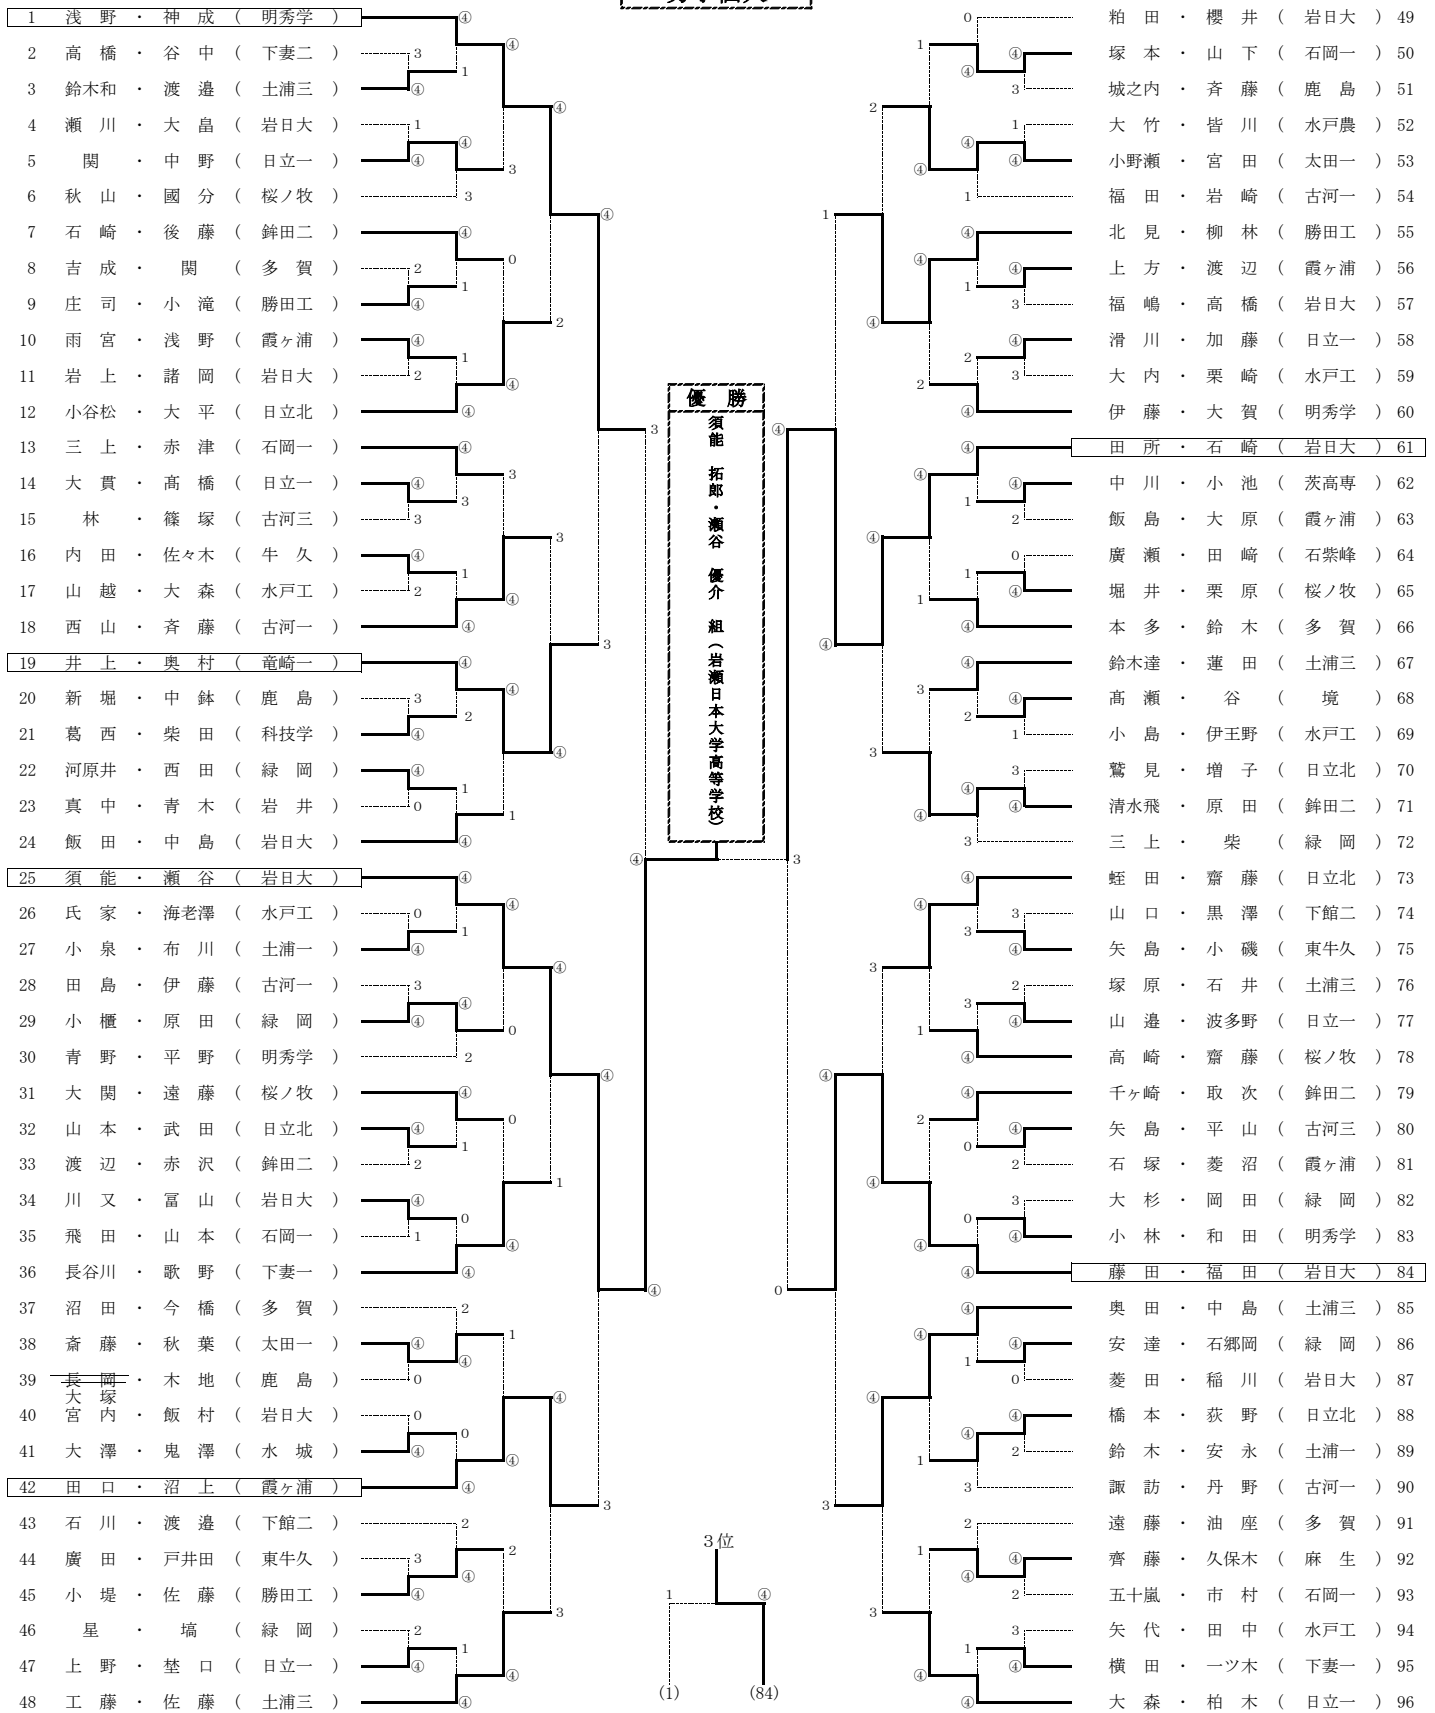 1 浅 野 ・ 神 成 ( 明秀学 )
2 高 橋 ・ 谷 中 ( 下妻二 )
3 鈴木和 ・ 渡 邉 ( 土浦三 )
4 瀬 川 ・ 大 畠 ( 岩日大 )
5 関 ・ 中 野 ( 日立一 )
6 秋 山 ・ 國 分 ( 桜ノ牧 )
7 石 崎 ・ 後 藤 ( 鉾田二 )
8 吉 成 ・ 関 ( 多 賀 )
9 庄 司 ・ 小 滝 ( 勝田工 )
10 雨 宮 ・ 浅 野 ( 霞ヶ浦 )
11 岩 上 ・ 諸 岡 ( 岩日大 )
12 小谷松 ・ 大 平 ( 日立北 )
13 三 上 ・ 赤 津 ( 石岡一 )
14 大 貫 ・ 髙 橋 ( 日立一 )
15 林 ・ 篠 塚 ( 古河三 )
16 内 田 ・ 佐々木 ( 牛 久 )
17 山 越 ・ 大 森 ( 水戸工 )
18 西 山 ・ 斉 藤 ( 古河一 )
19 井 上 ・ 奥 村 ( 竜崎一 )
20 新 堀 ・ 中 鉢 ( 鹿 島 )
21 葛 西 ・ 柴 田 ( 科技学 )
22 河原井 ・ 西 田 ( 緑 岡 )
23 真 中 ・ 青 木 ( 岩 井 )
24 飯 田 ・ 中 島 ( 岩日大 )
25 須 能 ・ 瀬 谷 ( 岩日大 )
26 氏 家 ・ 海老澤 ( 水戸工 )
27 小 泉 ・ 布 川 ( 土浦一 )
28 田 島 ・ 伊 藤 ( 古河一 )
29 小 櫃 ・ 原 田 ( 緑 岡 )
30 青 野 ・ 平 野 ( 明秀学 )
31 大 関 ・ 遠 藤 ( 桜ノ牧 )
32 山 本 ・ 武 田 ( 日立北 )
33 渡 辺 ・ 赤 沢 ( 鉾田二 )
34 川 又 ・ 冨 山 ( 岩日大 )
35 飛 田 ・ 山 本 ( 石岡一 )
36 長谷川 ・ 歌 野 ( 下妻一 )
37 沼 田 ・ 今 橋 ( 多 賀 )
38 斎 藤 ・ 秋 葉 ( 太田一 )
39 長 岡 ・ 木 地 ( 鹿 島 )
大 塚
40 宮 内 ・ 飯 村 ( 岩日大 )
41 大 澤 ・ 鬼 澤 ( 水 城 )
42 田 口 ・ 沼 上 ( 霞ヶ浦 )
43 石 川 ・ 渡 邉 ( 下館二 )
44 廣 田 ・ 戸井田 ( 東牛久 )
45 小 堤 ・ 佐 藤 ( 勝田工 )
46 星 ・ 塙 ( 緑 岡 )
47 上 野 ・ 埜 口 ( 日立一 )
48 工 藤 ・ 佐 藤 ( 土浦三 )
優 勝
須能 拓郎・瀬谷 優介 組(岩瀬日本大学高等学校)
3位
1 ④
(1) (84)
粕 田 ・ 櫻 井 ( 岩日大 ) 49
塚 本 ・ 山 下 ( 石岡一 ) 50
城之内 ・ 斉 藤 ( 鹿 島 ) 51
大 竹 ・ 皆 川 ( 水戸農 ) 52
小野瀬 ・ 宮 田 ( 太田一 ) 53
福 田 ・ 岩 崎 ( 古河一 ) 54
北 見 ・ 柳 林 ( 勝田工 ) 55
上 方 ・ 渡 辺 ( 霞ヶ浦 ) 56
福 嶋 ・ 高 橋 ( 岩日大 ) 57
滑 川 ・ 加 藤 ( 日立一 ) 58
大 内 ・ 栗 崎 ( 水戸工 ) 59
伊 藤 ・ 大 賀 ( 明秀学 ) 60
田 所 ・ 石 崎 ( 岩日大 ) 61
中 川 ・ 小 池 ( 茨高専 ) 62
飯 島 ・ 大 原 ( 霞ヶ浦 ) 63
廣 瀬 ・ 田 﨑 ( 石紫峰 ) 64
堀 井 ・ 栗 原 ( 桜ノ牧 ) 65
本 多 ・ 鈴 木 ( 多 賀 ) 66
鈴木達 ・ 蓮 田 ( 土浦三 ) 67
髙 瀬 ・ 谷 ( 境 ) 68
小 島 ・ 伊王野 ( 水戸工 ) 69
鷲 見 ・ 増 子 ( 日立北 ) 70
清水飛 ・ 原 田 ( 鉾田二 ) 71
三 上 ・ 柴 ( 緑 岡 ) 72
蛭 田 ・ 齋 藤 ( 日立北 ) 73
山 口 ・ 黒 澤 ( 下館二 ) 74
矢 島 ・ 小 磯 ( 東牛久 ) 75
塚 原 ・ 石 井 ( 土浦三 ) 76
山 邉 ・ 波多野 ( 日立一 ) 77
高 崎 ・ 齋 藤 ( 桜ノ牧 ) 78
千ヶ崎 ・ 取 次 ( 鉾田二 ) 79
矢 島 ・ 平 山 ( 古河三 ) 80
石 塚 ・ 菱 沼 ( 霞ヶ浦 ) 81
大 杉 ・ 岡 田 ( 緑 岡 ) 82
小 林 ・ 和 田 ( 明秀学 ) 83
藤 田 ・ 福 田 ( 岩日大 ) 84
奥 田 ・ 中 島 ( 土浦三 ) 85
安 達 ・ 石郷岡 ( 緑 岡 ) 86
菱 田 ・ 稲 川 ( 岩日大 ) 87
橋 本 ・ 荻 野 ( 日立北 ) 88
鈴 木 ・ 安 永 ( 土浦一 ) 89
諏 訪 ・ 丹 野 ( 古河一 ) 90
遠 藤 ・ 油 座 ( 多 賀 ) 91
齊 藤 ・ 久保木 ( 麻 生 ) 92
五十嵐 ・ 市 村 ( 石岡一 ) 93
矢 代 ・ 田 中 ( 水戸工 ) 94
横 田 ・ 一ツ木 ( 下妻一 ) 95
大 森 ・ 柏 木 ( 日立一 ) 96